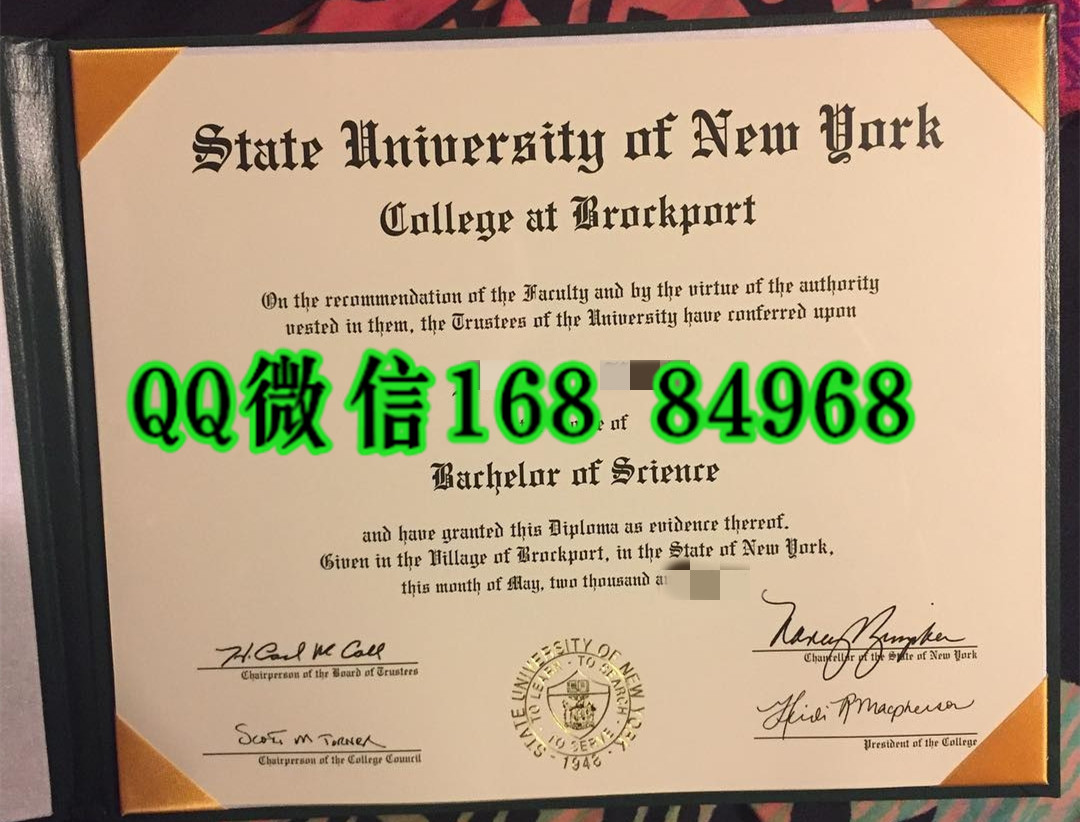 State University of New York
College at Brockport
On the recommendation of the Faculty and by the virtue of the authority
vested in them, the Trustees of the University have conferred upon
QQ微信168 84968
of
Bachelor of Science
and have granted this Diploma as evidence thereof.
Given in the Village of Brockport, in the State of New York,
this month of May, two thousand
H. Carl McCall
Chairperson of the Board of Trustees
Nancy Zimpher
Chancellor of the State of New York
Scott M Turner
Chairperson of the College Council
Heidi R Macpherson
President of the College
STATE UNIVERSITY OF NEW YORK
TO LEARN - TO SEARCH
TO SERVE
- 1948 -